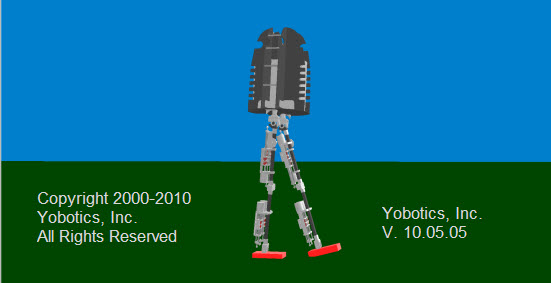 Copyright 2000-2010
Yobotics, Inc.
All Rights Reserved
Yobotics, Inc.
V. 10.05.05